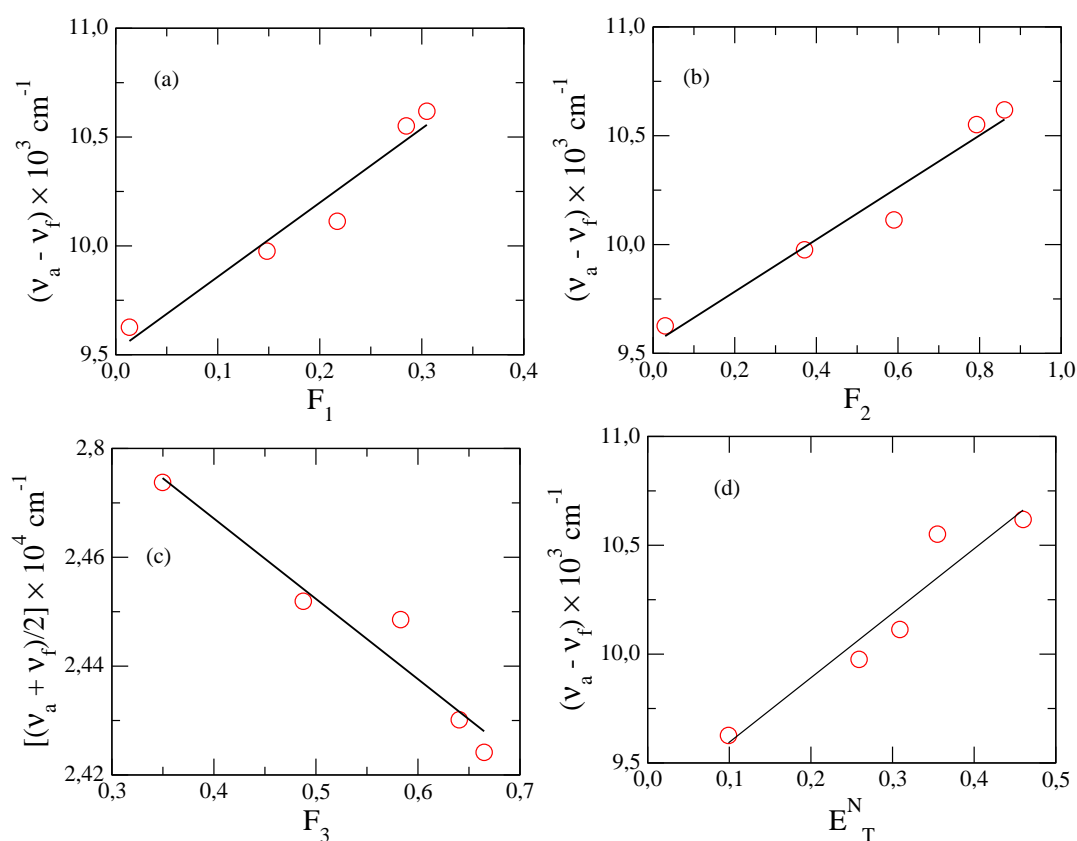 (a)
(ν_a - ν_f) × 10^3 cm^-1
11,0
10,5
10,0
9,5
0,0 0,1 0,2 0,3 0,4
F_1
(b)
(ν_a - ν_f) × 10^3 cm^-1
11,0
10,5
10,0
9,5
0,0 0,2 0,4 0,6 0,8 1,0
F_2
(c)
[(ν_a + ν_f)/2] × 10^4 cm^-1
2,8
2,46
2,44
2,42
0,3 0,4 0,5 0,6 0,7
F_3
(d)
(ν_a - ν_f) × 10^3 cm^-1
11,0
10,5
10,0
9,5
0,0 0,1 0,2 0,3 0,4 0,5
E^N_T